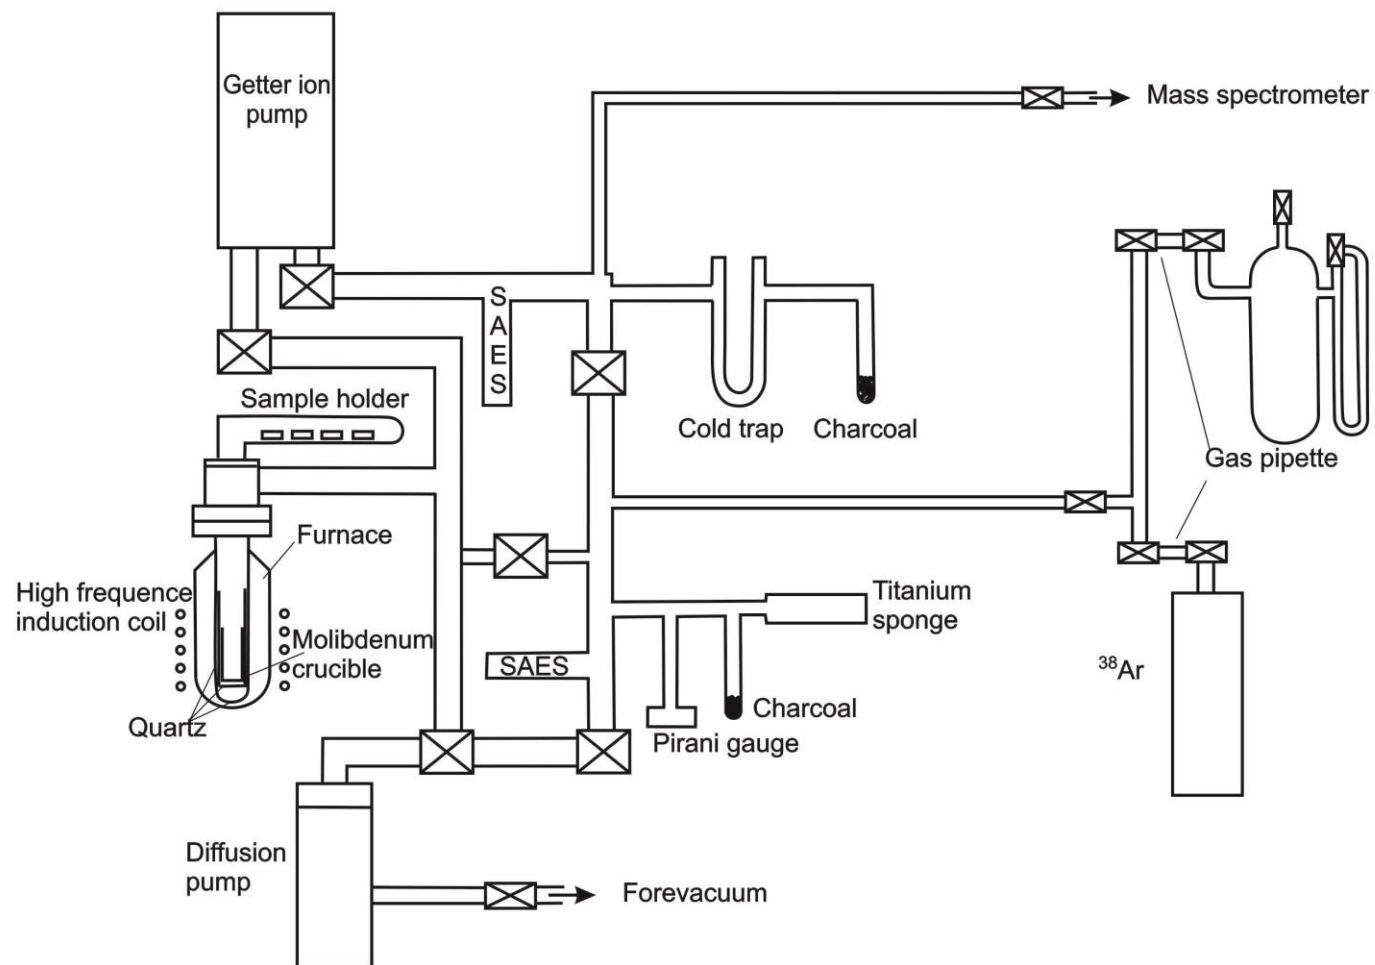 Getter ion
pump
Mass spectrometer
SAES
Sample holder
Cold trap
Charcoal
Gas pipette
Furnace
High frequence
induction coil
Molibdenum
crucible
Titanium
sponge
SAES
³⁸Ar
Quartz
Charcoal
Pirani gauge
Diffusion
pump
Forevacuum